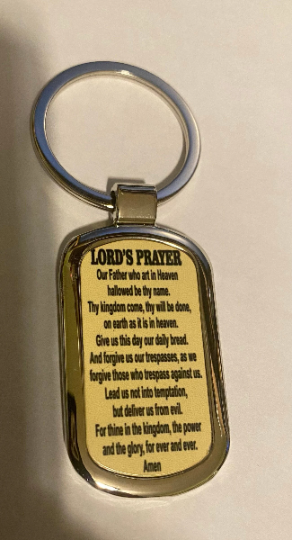 LORD'S PRAYER
Our Father who art in Heaven
hallowed be thy name.
Thy kingdom come, thy will be done,
on earth as it is in heaven.
Give us this day our daily bread.
And forgive us our trespasses, as we
forgive those who trespass against us.
Lead us not into temptation,
but deliver us from evil.
For thine in the kingdom, the power
and the glory, for ever and ever.
Amen